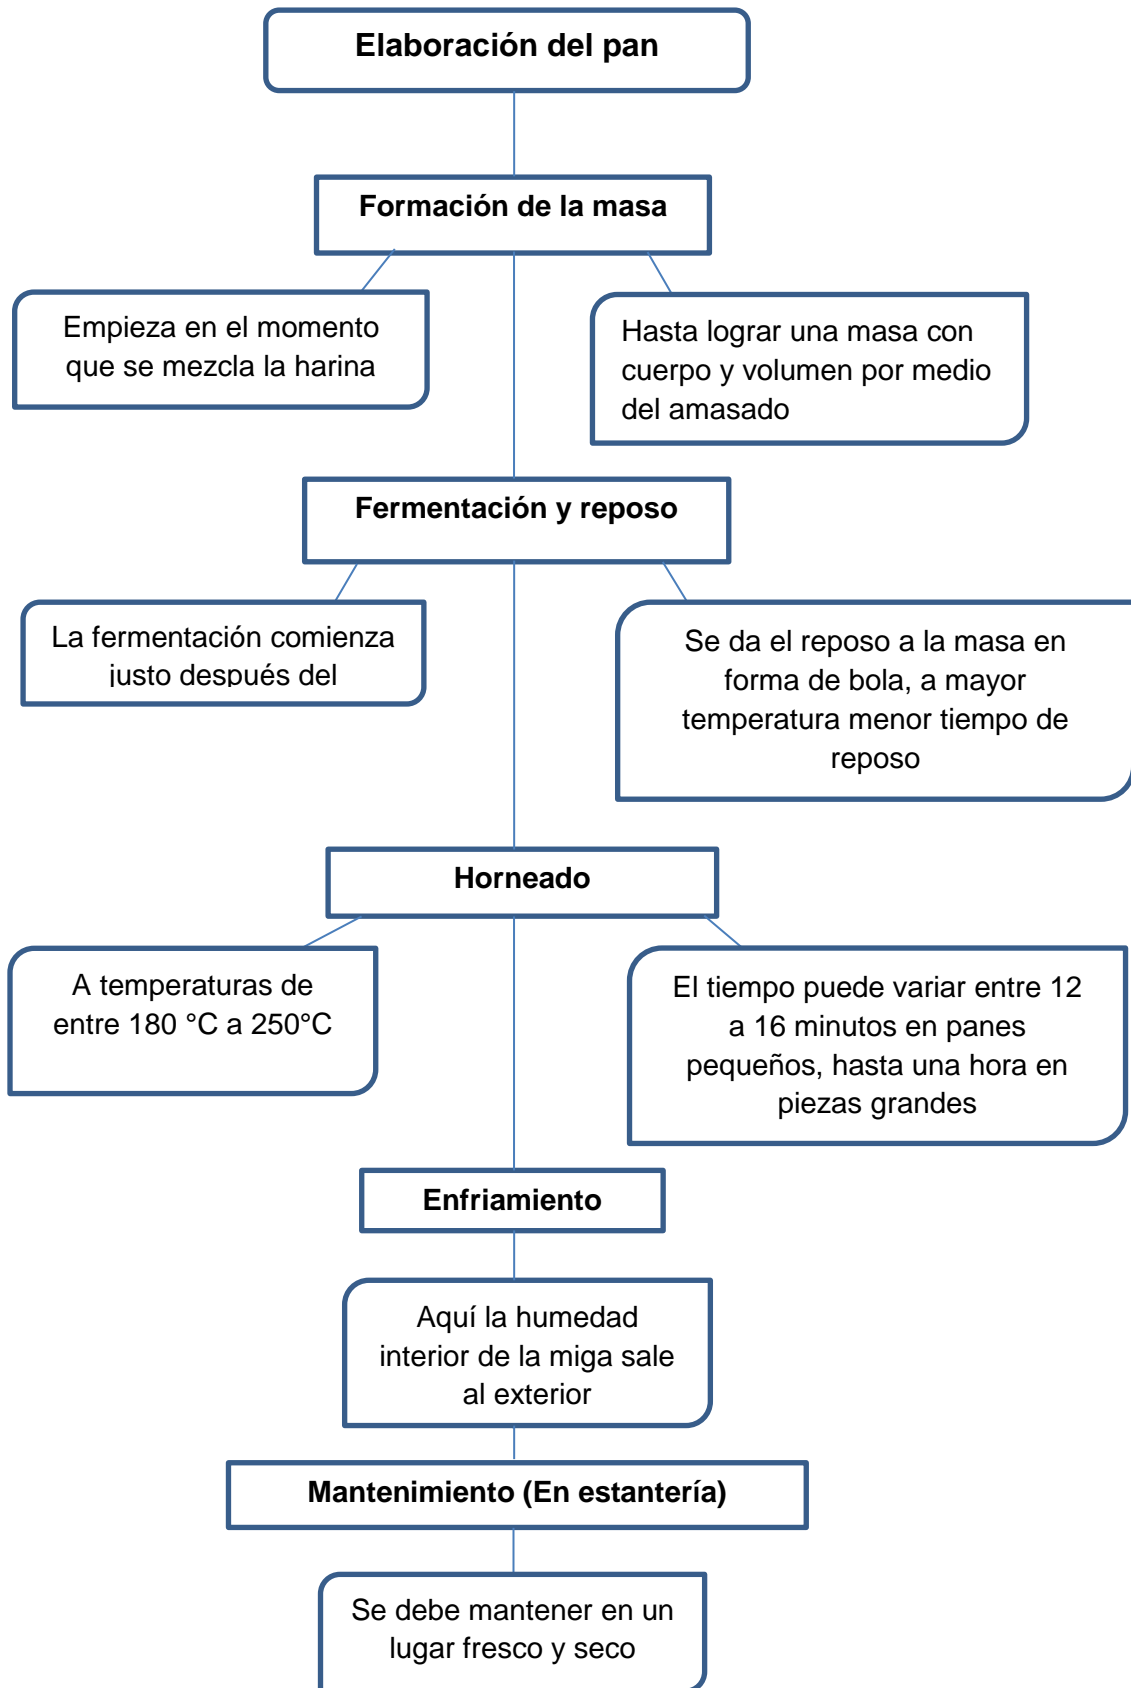 Elaboración del pan
Formación de la masa
Empieza en el momento
que se mezcla la harina
Hasta lograr una masa con
cuerpo y volumen por medio
del amasado
Fermentación y reposo
La fermentación comienza
justo después del
Se da el reposo a la masa en
forma de bola, a mayor
temperatura menor tiempo de
reposo
Horneado
A temperaturas de
entre 180 °C a 250°C
El tiempo puede variar entre 12
a 16 minutos en panes
pequeños, hasta una hora en
piezas grandes
Enfriamiento
Aquí la humedad
interior de la miga sale
al exterior
Mantenimiento (En estantería)
Se debe mantener en un
lugar fresco y seco